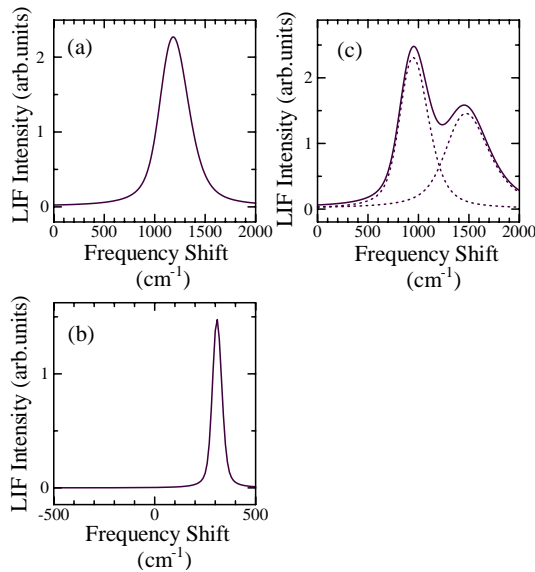 (a)
LIF Intensity (arb.units)
2
1
0
0 500 1000 1500 2000
Frequency Shift
(cm-1)
(c)
LIF Intensity (arb.units)
2
1
0
0 500 1000 1500 2000
Frequency Shift
(cm-1)
(b)
LIF Intensity (arb.units)
1
0
-500 0 500
Frequency Shift
(cm-1)